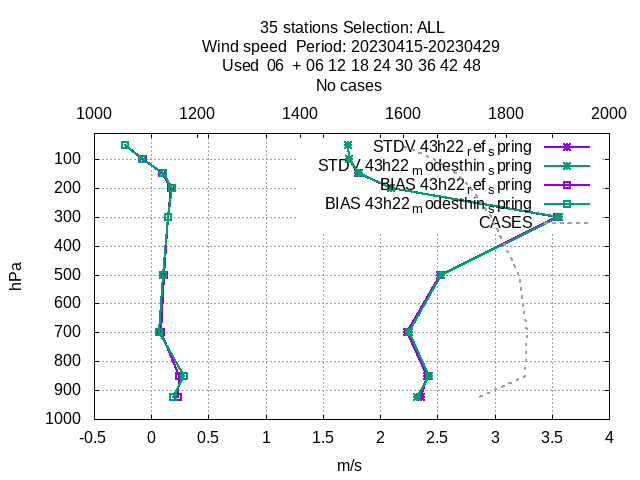 35 stations Selection: ALL
Wind speed  Period: 20230415-20230429
Used  06  + 06 12 18 24 30 36 42 48
No cases
1000 1200 1400 1600 1800 2000
STDV 43h22_ref_spring
STDV 43h22_modesthin_spring
BIAS 43h22_ref_spring
BIAS 43h22_modesthin_spring
CASES
100
200
300
400
500
600
700
800
900
1000
hPa
-0.5 0 0.5 1 1.5 2 2.5 3 3.5 4
m/s